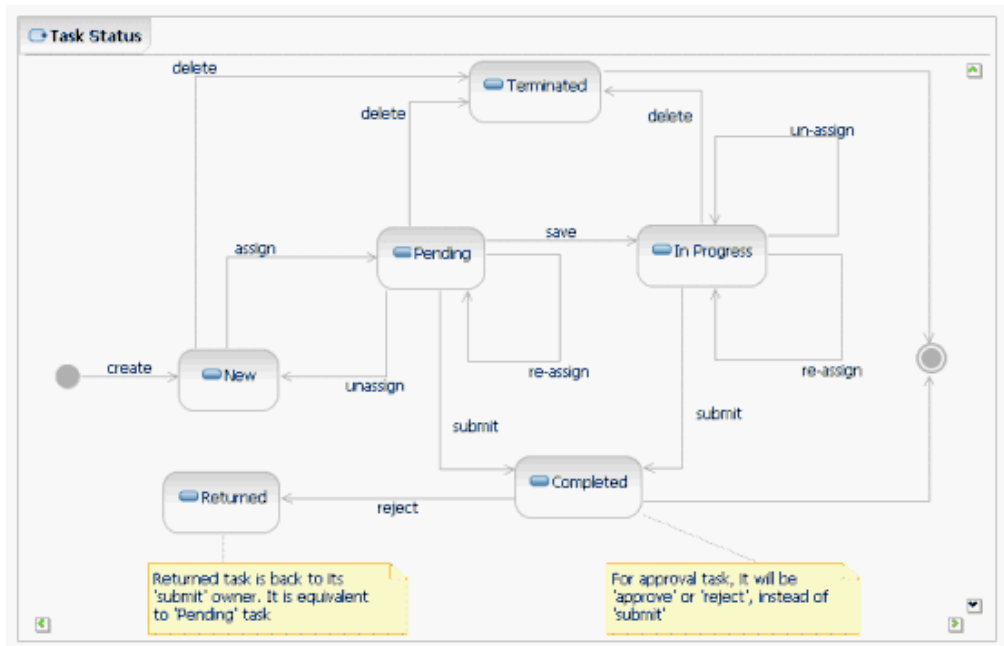 Task Status
delete
Terminated
delete
delete
un-assign
assign
Pending
save
In Progress
create
New
unassign
re-assign
re-assign
submit
submit
Returned
reject
Completed
Returned task is back to its
'submit' owner. It is equivalent
to 'Pending' task
For approval task, it will be
'approve' or 'reject', instead of
'submit'